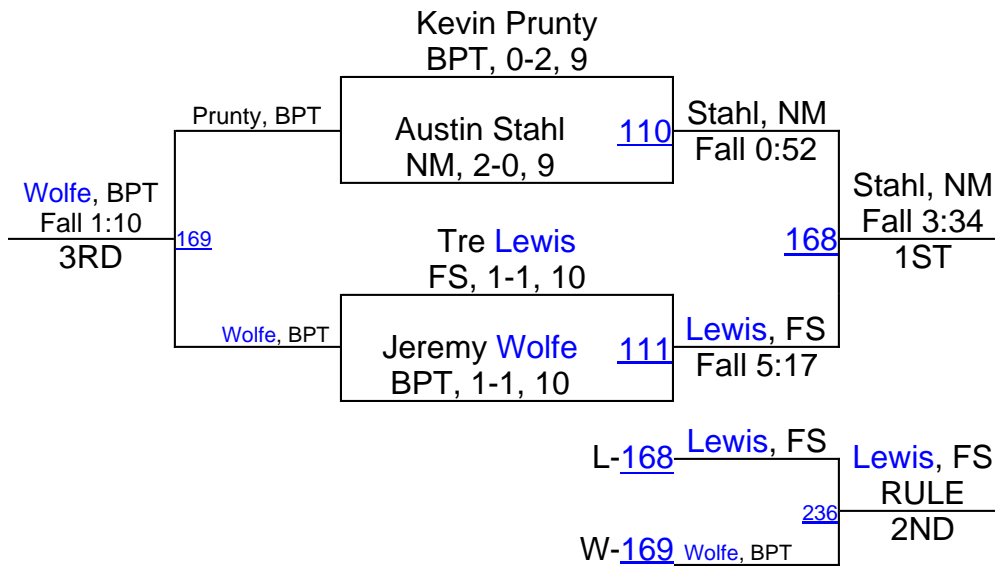 Kevin Prunty
BPT, 0-2, 9
Prunty, BPT
Austin Stahl
NM, 2-0, 9
110
Stahl, NM
Fall 0:52
Wolfe, BPT
Fall 1:10
3RD
169
Stahl, NM
Fall 3:34
1ST
168
Tre Lewis
FS, 1-1, 10
Wolfe, BPT
Jeremy Wolfe
BPT, 1-1, 10
111
Lewis, FS
Fall 5:17
L-168 Lewis, FS
Lewis, FS
RULE
2ND
236
W-169 Wolfe, BPT